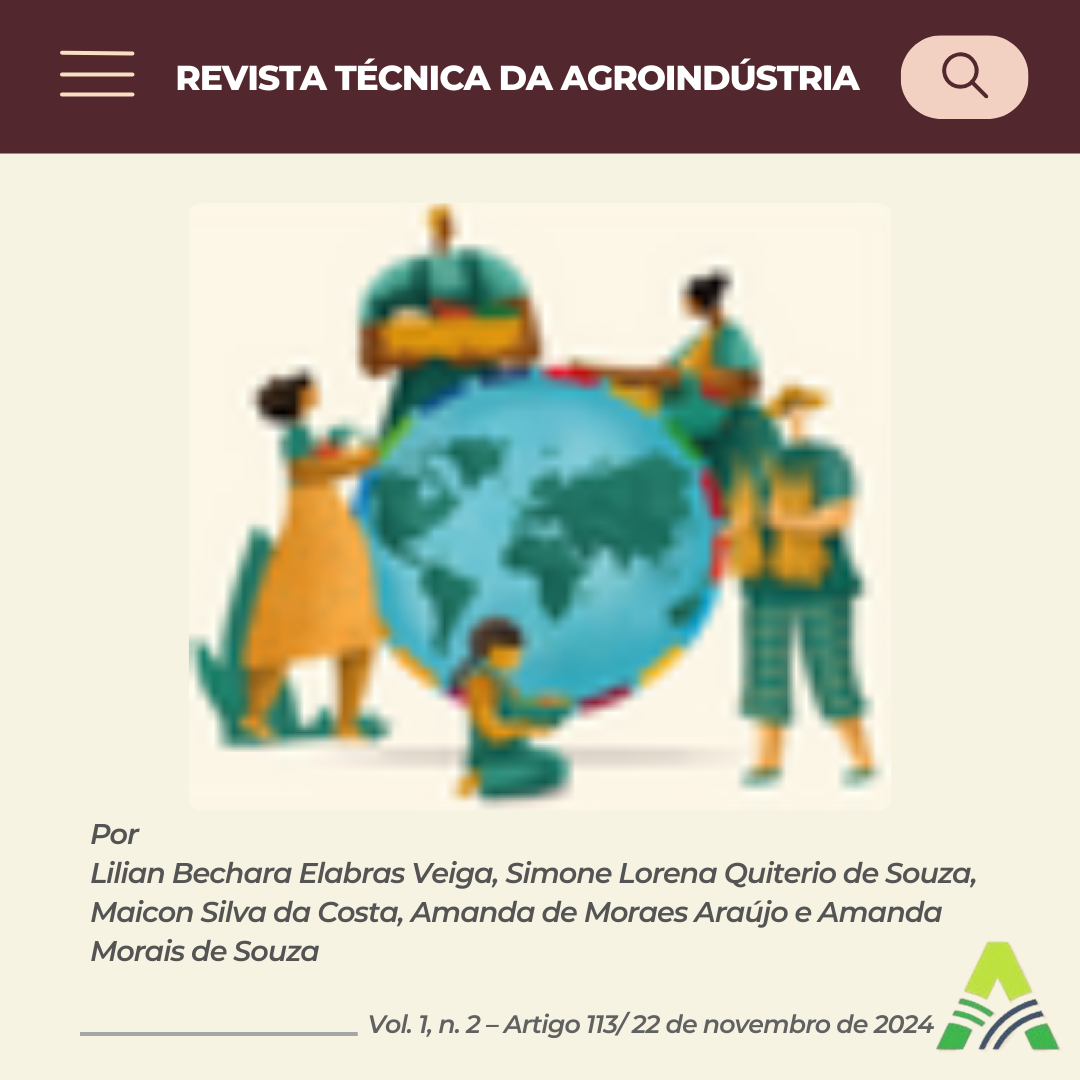 REVISTA TÉCNICA DA AGROINDÚSTRIA
Por
Lilian Bechara Elabras Veiga, Simone Lorena Quiterio de Souza,
Maicon Silva da Costa, Amanda de Moraes Araújo e Amanda
Morais de Souza
Vol. 1, n. 2 – Artigo 113/ 22 de novembro de 2024